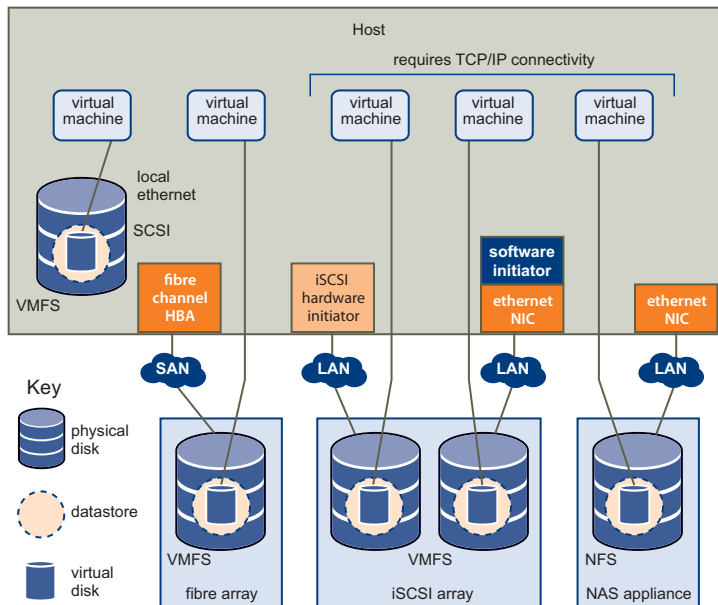 Host
requires TCP/IP connectivity
virtual
machine
virtual
machine
virtual
machine
virtual
machine
virtual
machine
local
ethernet
SCSI
VMFS
fibre
channel
HBA
iSCSI
hardware
initiator
software
initiator
ethernet
NIC
ethernet
NIC
SAN
LAN
LAN
LAN
Key
physical
disk
datastore
virtual
disk
VMFS
fibre array
VMFS
iSCSI array
NFS
NAS appliance